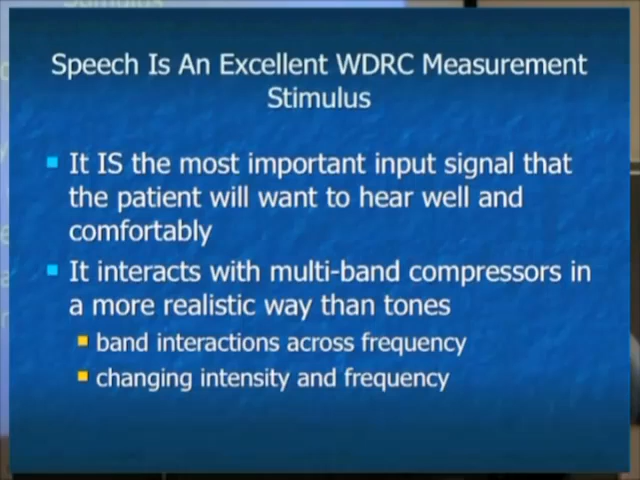 Speech Is An Excellent WDRC Measurement
Stimulus
It IS the most important input signal that
the patient will want to hear well and
comfortably
It interacts with multi-band compressors in
a more realistic way than tones
band interactions across frequency
changing intensity and frequency